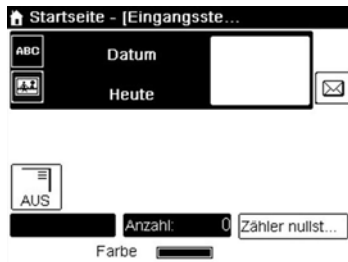 Startseite - [Eingangsste...
ABC
Datum
Heute
AUS
Anzahl: 0
Zähler nullst...
Farbe